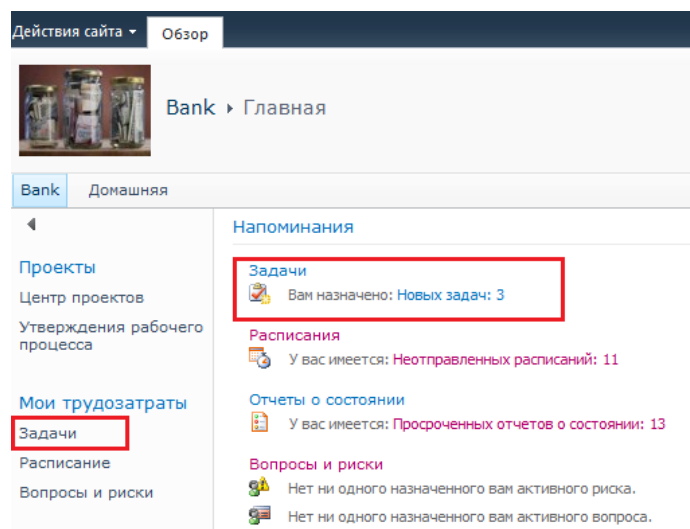 Действия сайта
Обзор
Bank ▸ Главная
Bank
Домашняя
Напоминания
Проекты
Центр проектов
Утверждения рабочего
процесса
Мои трудозатраты
Задачи
Расписание
Вопросы и риски
Задачи
Вам назначено: Новых задач: 3
Расписания
У вас имеется: Неотправленных расписаний: 11
Отчеты о состоянии
У вас имеется: Просроченных отчетов о состоянии: 13
Вопросы и риски
Нет ни одного назначенного вам активного риска.
Нет ни одного назначенного вам активного вопроса.